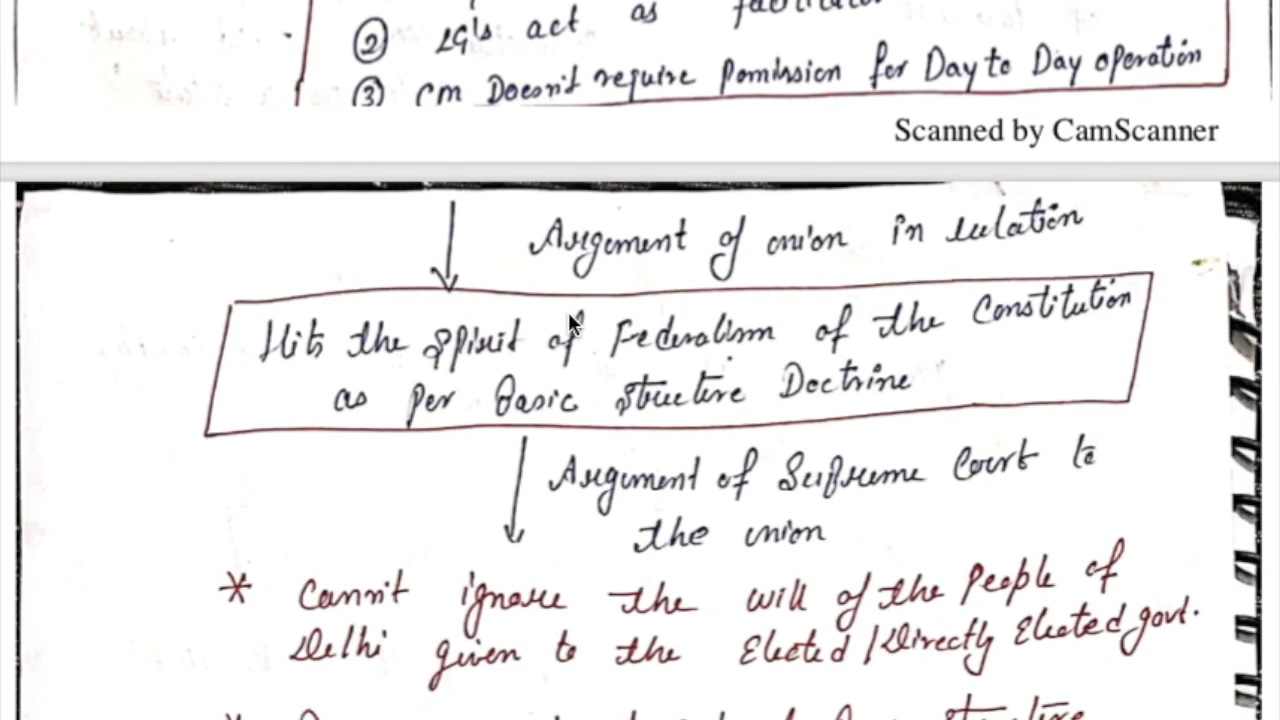 ② LG's act as
③ CM Doesn't require Pomission for Day to Day operation
Scanned by CamScanner
Argument of union in relation
Hits the Spirit of Federalism of the Constitution
as per Basic Structure Doctrine
Argument of Supreme Court to
the union
* Cannit ignore the will of the People of
Delhi given to the Elected / Directly Elected govt.